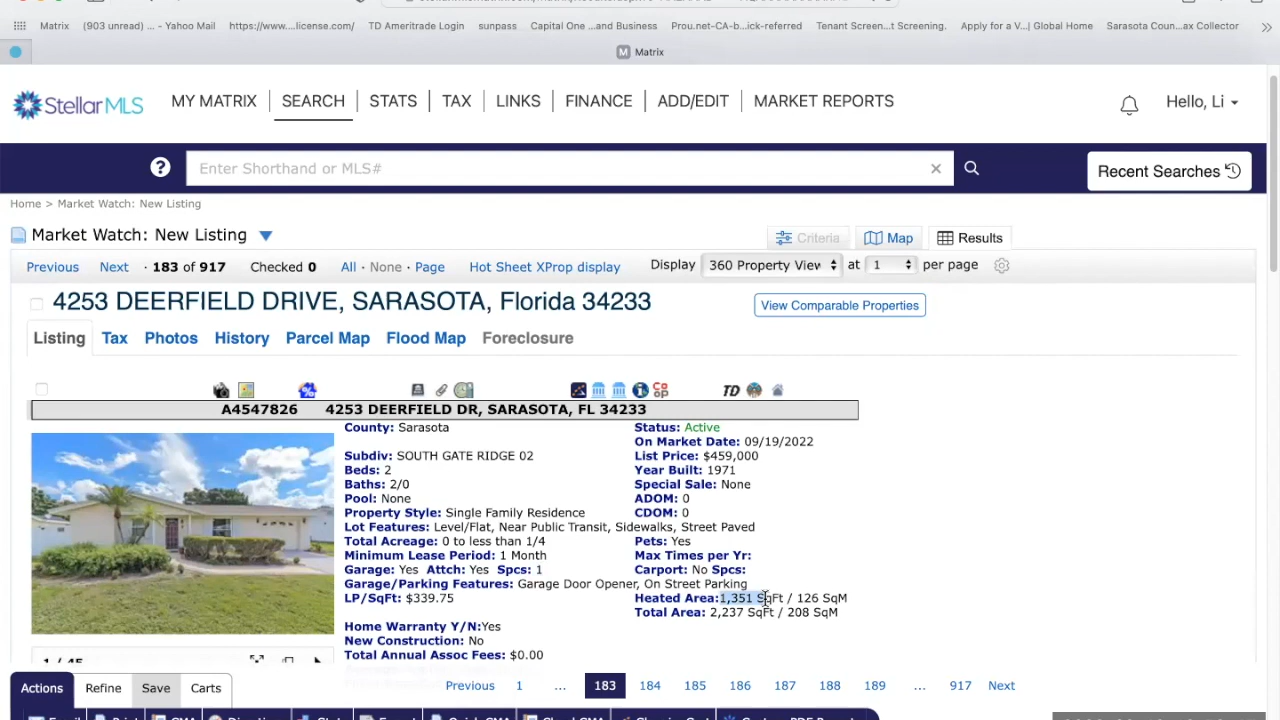 Matrix (903 unread) ... - Yahoo Mail https://www....license.com/ TD Ameritrade Login sunpass Capital One ...and Business Prou.net-CA-b...ick-referred Tenant Screen...t Screening. Apply for a V...| Global Home Sarasota Coun...ax Collector
M Matrix
StellarMLS MY MATRIX SEARCH STATS TAX LINKS FINANCE ADD/EDIT MARKET REPORTS Hello, Li
? Enter Shorthand or MLS# Recent Searches
Home > Market Watch: New Listing
Market Watch: New Listing Criteria Map Results
Previous Next · 183 of 917 Checked 0 All · None · Page Hot Sheet XProp display Display 360 Property View at 1 per page
4253 DEERFIELD DRIVE, SARASOTA, Florida 34233 View Comparable Properties
Listing Tax Photos History Parcel Map Flood Map Foreclosure
CO OP TD
A4547826 4253 DEERFIELD DR, SARASOTA, FL 34233
County: Sarasota Status: Active
On Market Date: 09/19/2022
Subdiv: SOUTH GATE RIDGE 02 List Price: $459,000
Beds: 2 Year Built: 1971
Baths: 2/0 Special Sale: None
Pool: None ADOM: 0
Property Style: Single Family Residence CDOM: 0
Lot Features: Level/Flat, Near Public Transit, Sidewalks, Street Paved
Total Acreage: 0 to less than 1/4 Pets: Yes
Minimum Lease Period: 1 Month Max Times per Yr:
Garage: Yes Attch: Yes Spcs: 1 Carport: No Spcs:
Garage/Parking Features: Garage Door Opener, On Street Parking
LP/SqFt: $339.75 Heated Area:1,351 SqFt / 126 SqM
Total Area: 2,237 SqFt / 208 SqM
Home Warranty Y/N:Yes
New Construction: No
1 / 45 Total Annual Assoc Fees: $0.00
Actions Refine Save Carts Previous 1 ... 183 184 185 186 187 188 189 ... 917 Next